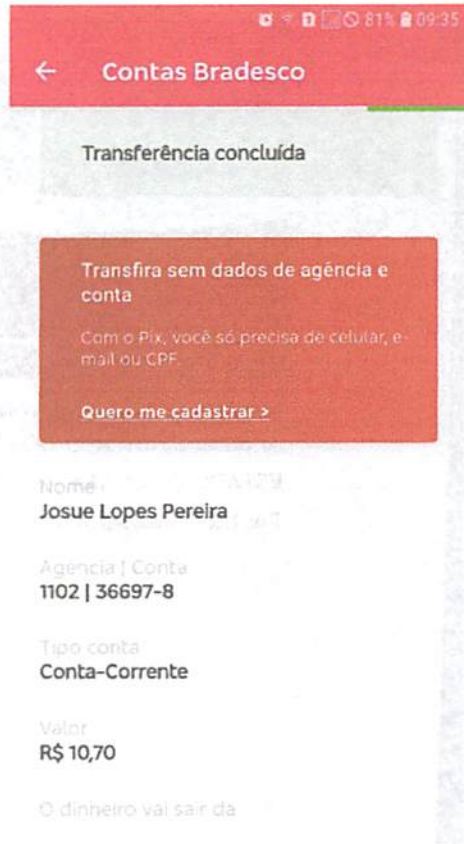 81% 09:35
Contas Bradesco
Transferência concluída
Transfira sem dados de agência e
conta
Com o Pix, você só precisa de celular, e-
mail ou CPF.
Quero me cadastrar >
Nome
Josue Lopes Pereira
Agencia | Conta
1102 | 36697-8
Tipo conta
Conta-Corrente
Valor
R$ 10,70
O dinheiro vai sair da